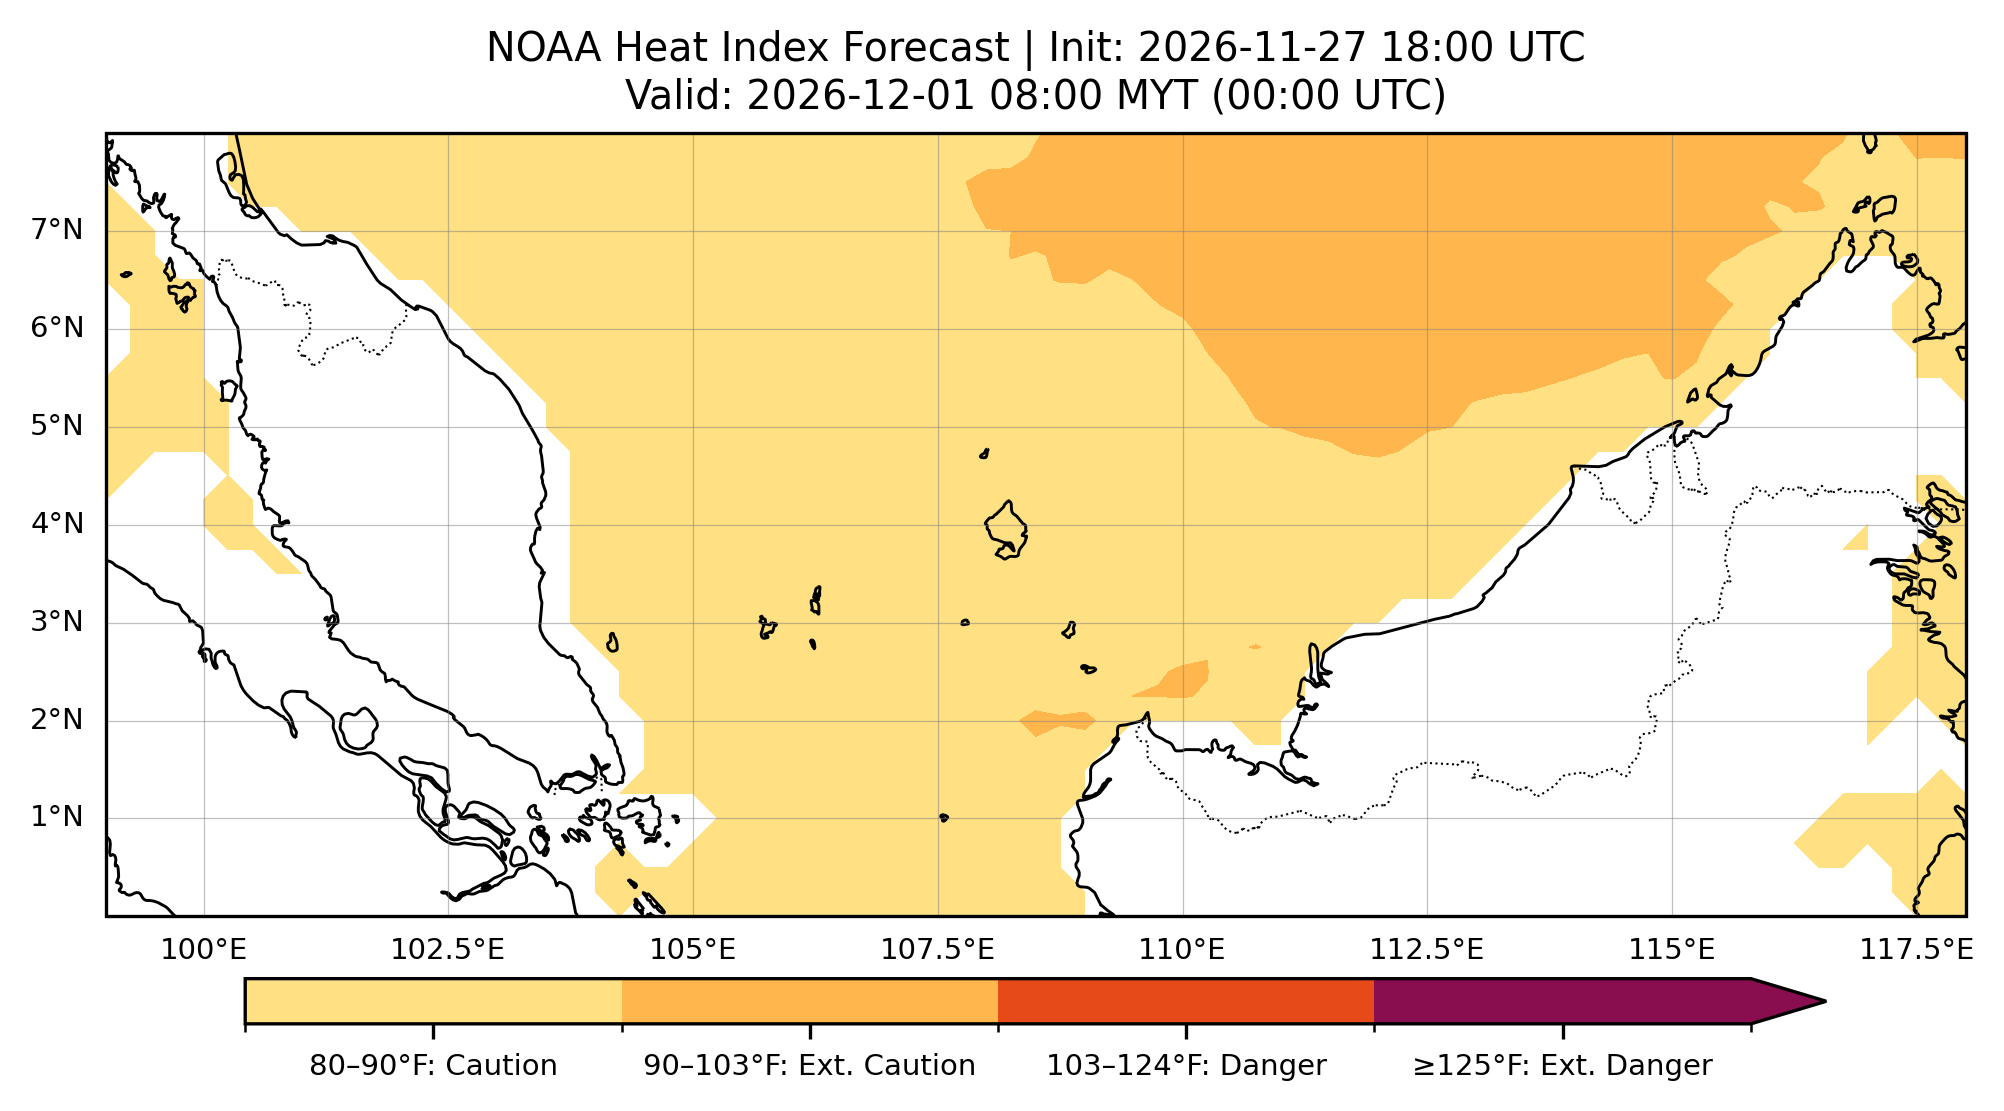 NOAA Heat Index Forecast | Init: 2026-11-27 18:00 UTC
Valid: 2026-12-01 08:00 MYT (00:00 UTC)
7°N
6°N
5°N
4°N
3°N
2°N
1°N
100°E
102.5°E
105°E
107.5°E
110°E
112.5°E
115°E
117.5°E
80–90°F: Caution
90–103°F: Ext. Caution
103–124°F: Danger
≥125°F: Ext. Danger